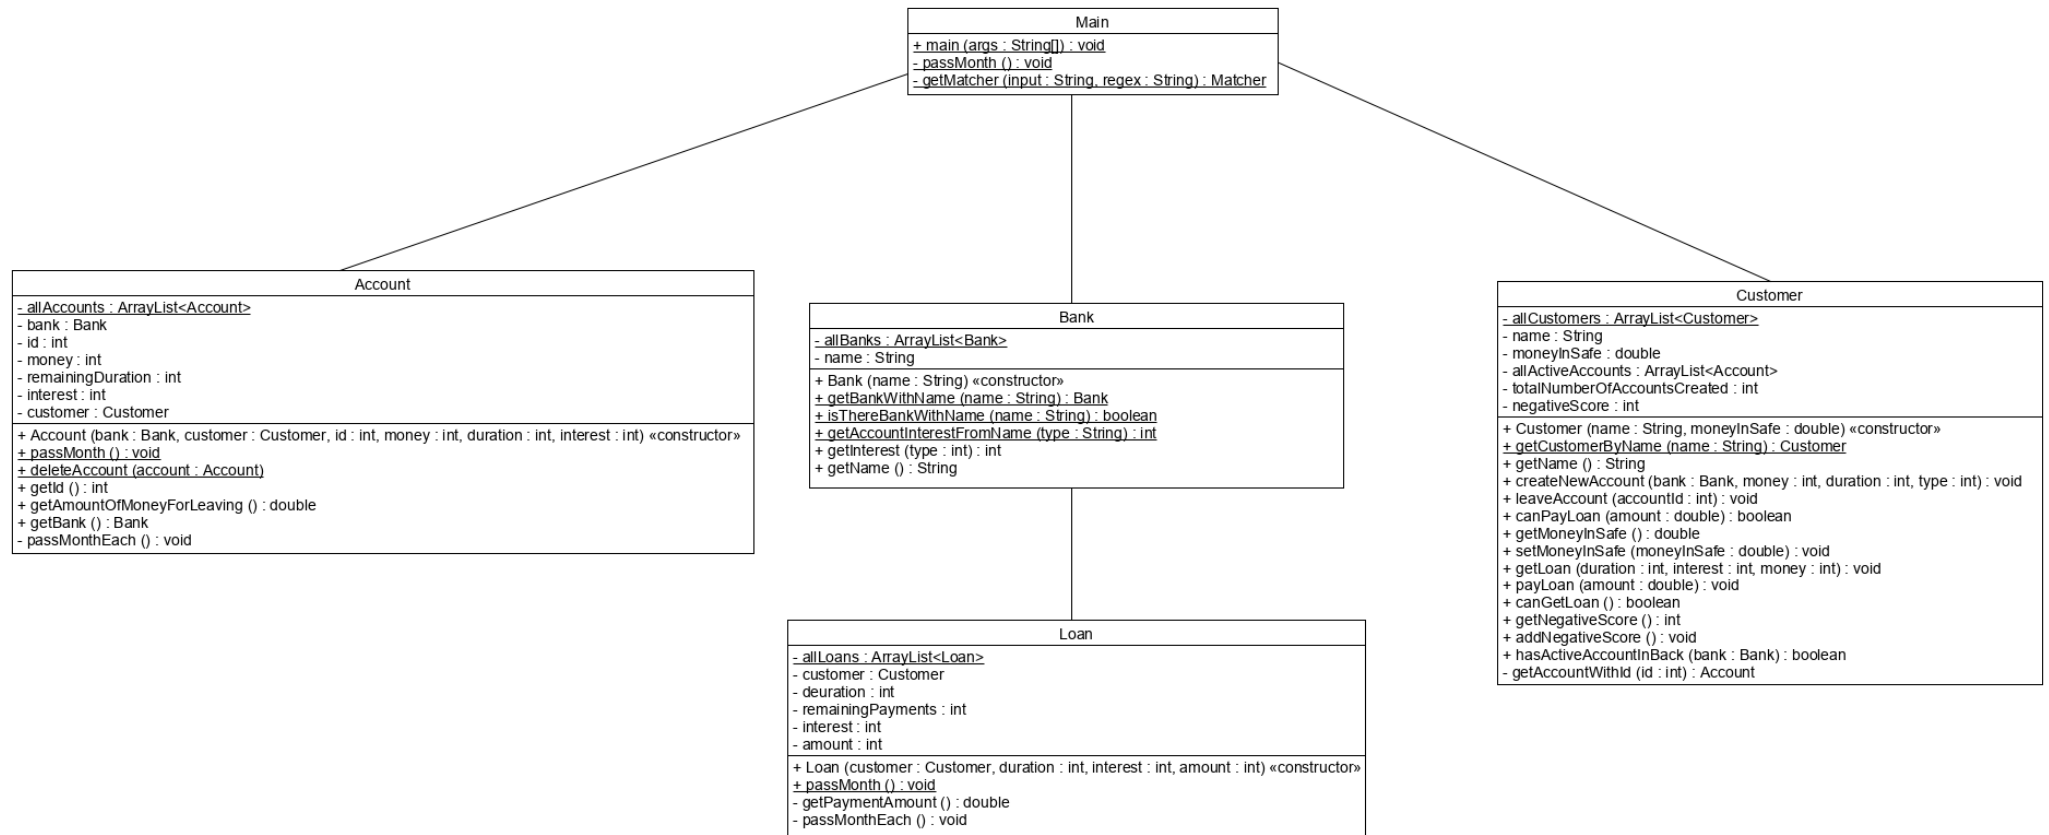 Main
+ main (args : String[]) : void
- passMonth () : void
- getMatcher (input : String, regex : String) : Matcher
Account
- allAccounts : ArrayList<Account>
- bank : Bank
- id : int
- money : int
- remainingDuration : int
- interest : int
- customer : Customer
+ Account (bank : Bank, customer : Customer, id : int, money : int, duration : int, interest : int) «constructor»
+ passMonth () : void
+ deleteAccount (account : Account)
+ getId () : int
+ getAmountOfMoneyForLeaving () : double
+ getBank () : Bank
- passMonthEach () : void
Bank
- allBanks : ArrayList<Bank>
- name : String
+ Bank (name : String) «constructor»
+ getBankWithName (name : String) : Bank
+ isThereBankWithName (name : String) : boolean
+ getAccountInterestFromName (type : String) : int
+ getInterest (type : int) : int
+ getName () : String
Customer
- allCustomers : ArrayList<Customer>
- name : String
- moneyInSafe : double
- allActiveAccounts : ArrayList<Account>
- totalNumberOfAccountsCreated : int
- negativeScore : int
+ Customer (name : String, moneyInSafe : double) «constructor»
+ getCustomerByName (name : String) : Customer
+ getName () : String
+ createNewAccount (bank : Bank, money : int, duration : int, type : int) : void
+ leaveAccount (accountId : int) : void
+ canPayLoan (amount : double) : boolean
+ getMoneyInSafe () : double
+ setMoneyInSafe (moneyInSafe : double) : void
+ getLoan (duration : int, interest : int, money : int) : void
+ payLoan (amount : double) : void
+ canGetLoan () : boolean
+ getNegativeScore () : int
+ addNegativeScore () : void
+ hasActiveAccountInBack (bank : Bank) : boolean
- getAccountWithId (id : int) : Account
Loan
- allLoans : ArrayList<Loan>
- customer : Customer
- deuration : int
- remainingPayments : int
- interest : int
- amount : int
+ Loan (customer : Customer, duration : int, interest : int, amount : int) «constructor»
+ passMonth () : void
- getPaymentAmount () : double
- passMonthEach () : void